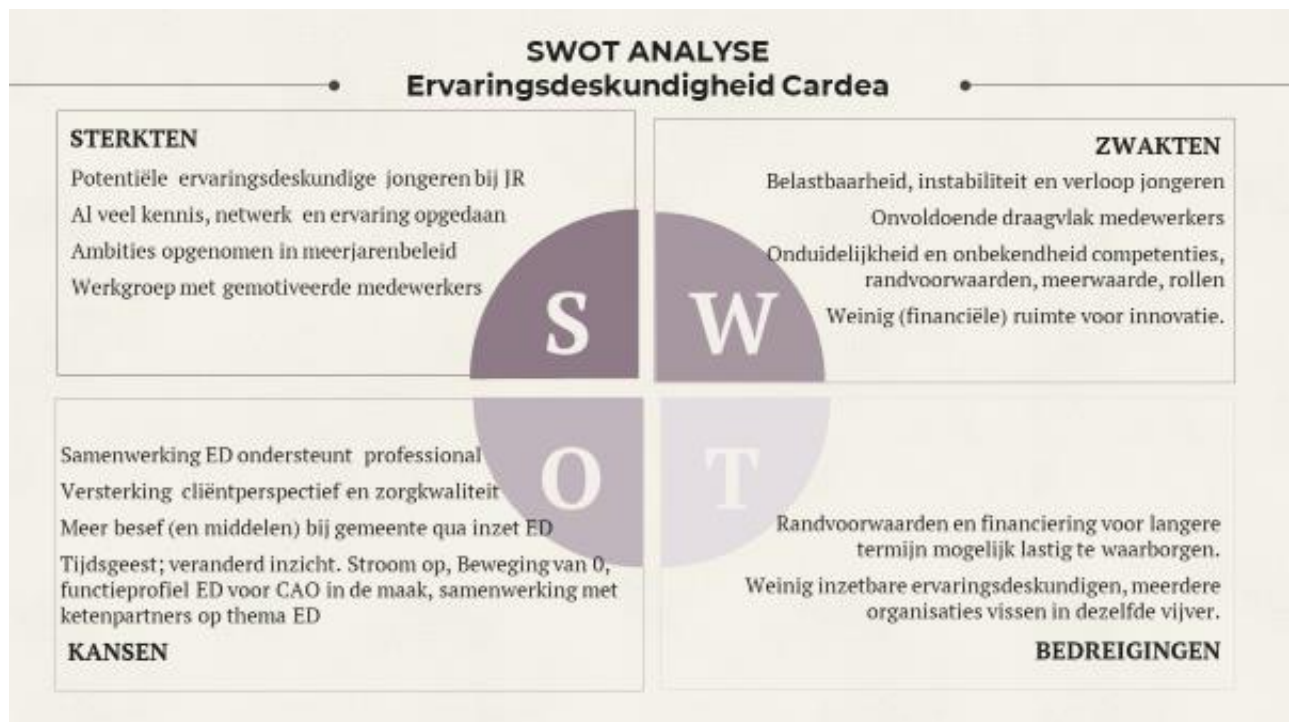 SWOT ANALYSE
Ervaringsdeskundigheid Cardea
STERKTEN
Potentiële ervaringsdeskundige jongeren bij JR
Al veel kennis, netwerk en ervaring opgedaan
Ambities opgenomen in meerjarenbeleid
Werkgroep met gemotiveerde medewerkers
S
ZWAKTEN
Belastbaarheid, instabiliteit en verloop jongeren
Onvoldoende draagvlak medewerkers
Onduidelijkheid en onbekendheid competenties,
randvoorwaarden, meerwaarde, rollen
Weinig (financiële) ruimte voor innovatie.
W
Samenwerking ED ondersteunt professional
Versterking cliëntperspectief en zorgkwaliteit
Meer besef (en middelen) bij gemeente qua inzet ED
Tijdsgeest; veranderd inzicht. Stroom op, Beweging van 0,
functieprofiel ED voor CAO in de maak, samenwerking met
ketenpartners op thema ED
KANSEN
O
T
Randvoorwaarden en financiering voor langere
termijn mogelijk lastig te waarborgen.
Weinig inzetbare ervaringsdeskundigen, meerdere
organisaties vissen in dezelfde vijver.
BEDREIGINGEN